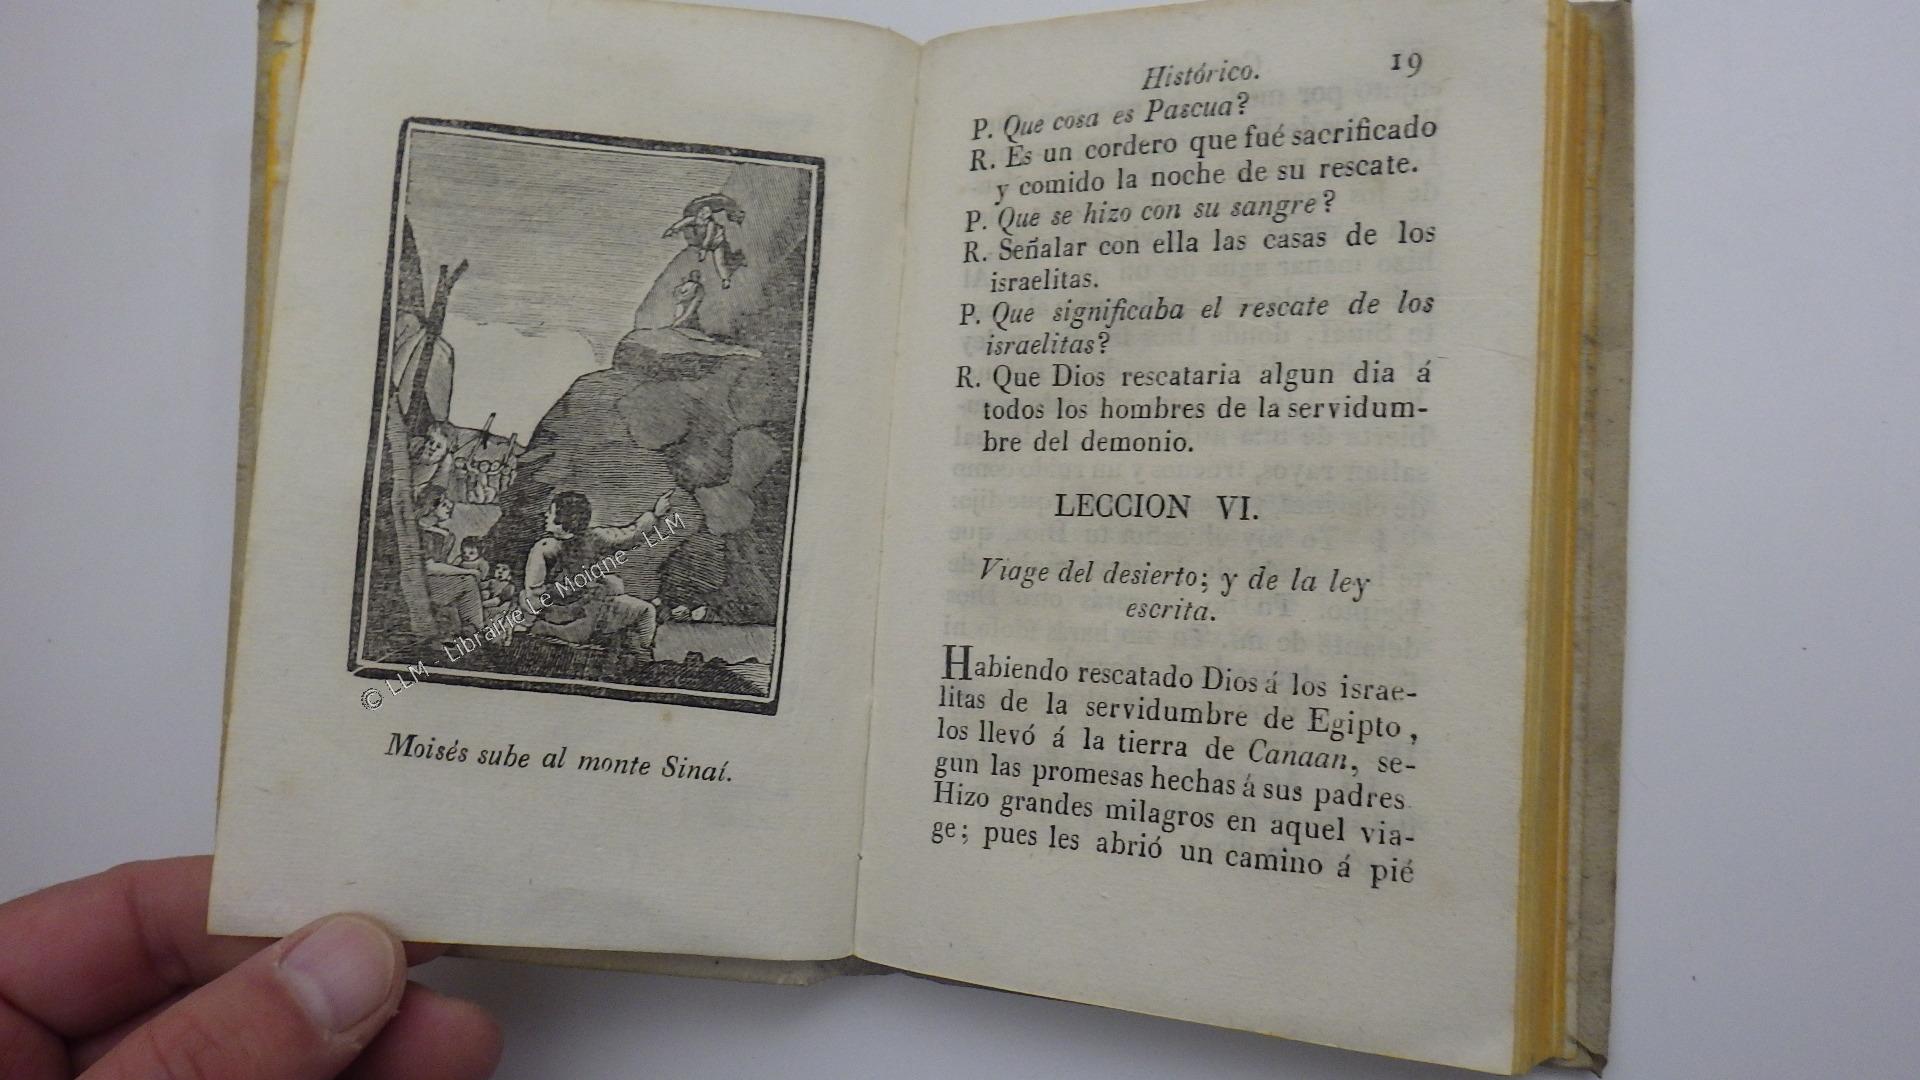 © LLM - Librairie Le Moiane - LLM
Moisés sube al monte Sinaí.
Histórico. 19
P. Que cosa es Pascua?
R. Es un cordero que fué sacrificado
y comido la noche de su rescate.
P. Que se hizo con su sangre?
R. Señalar con ella las casas de los
israelitas.
P. Que significaba el rescate de los
israelitas?
R. Que Dios rescataria algun dia á
todos los hombres de la servidum-
bre del demonio.
LECCION VI.
Viage del desierto; y de la ley
escrita.
Habiendo rescatado Dios á los israe-
litas de la servidumbre de Egipto,
los llevó á la tierra de Canaan, se-
gun las promesas hechas á sus padres.
Hizo grandes milagros en aquel via-
ge; pues les abrió un camino á pié